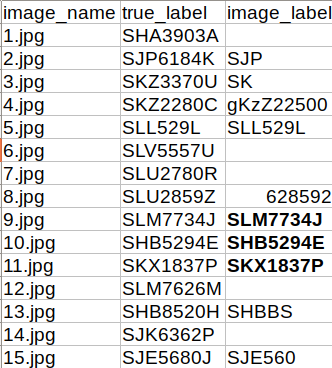 image_name true_label image_label
1.jpg SHA3903A
2.jpg SJP6184K SJP
3.jpg SKZ3370U SK
4.jpg SKZ2280C gKzZ22500
5.jpg SLL529L SLL529L
6.jpg SLV5557U
7.jpg SLU2780R
8.jpg SLU2859Z 628592
9.jpg SLM7734J SLM7734J
10.jpg SHB5294E SHB5294E
11.jpg SKX1837P SKX1837P
12.jpg SLM7626M
13.jpg SHB8520H SHBBS
14.jpg SJK6362P
15.jpg SJE5680J SJE560